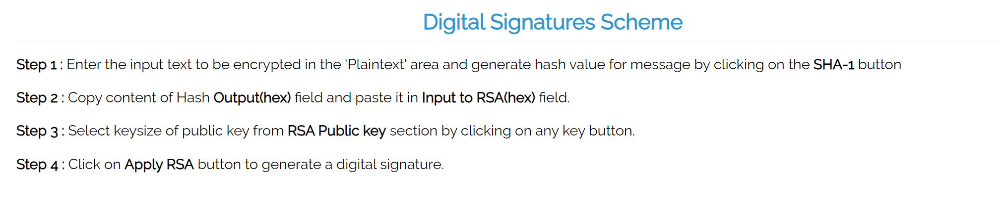 Digital Signatures Scheme
Step 1 : Enter the input text to be encrypted in the 'Plaintext' area and generate hash value for message by clicking on the SHA-1 button
Step 2 : Copy content of Hash Output(hex) field and paste it in Input to RSA(hex) field.
Step 3 : Select keysize of public key from RSA Public key section by clicking on any key button.
Step 4 : Click on Apply RSA button to generate a digital signature.